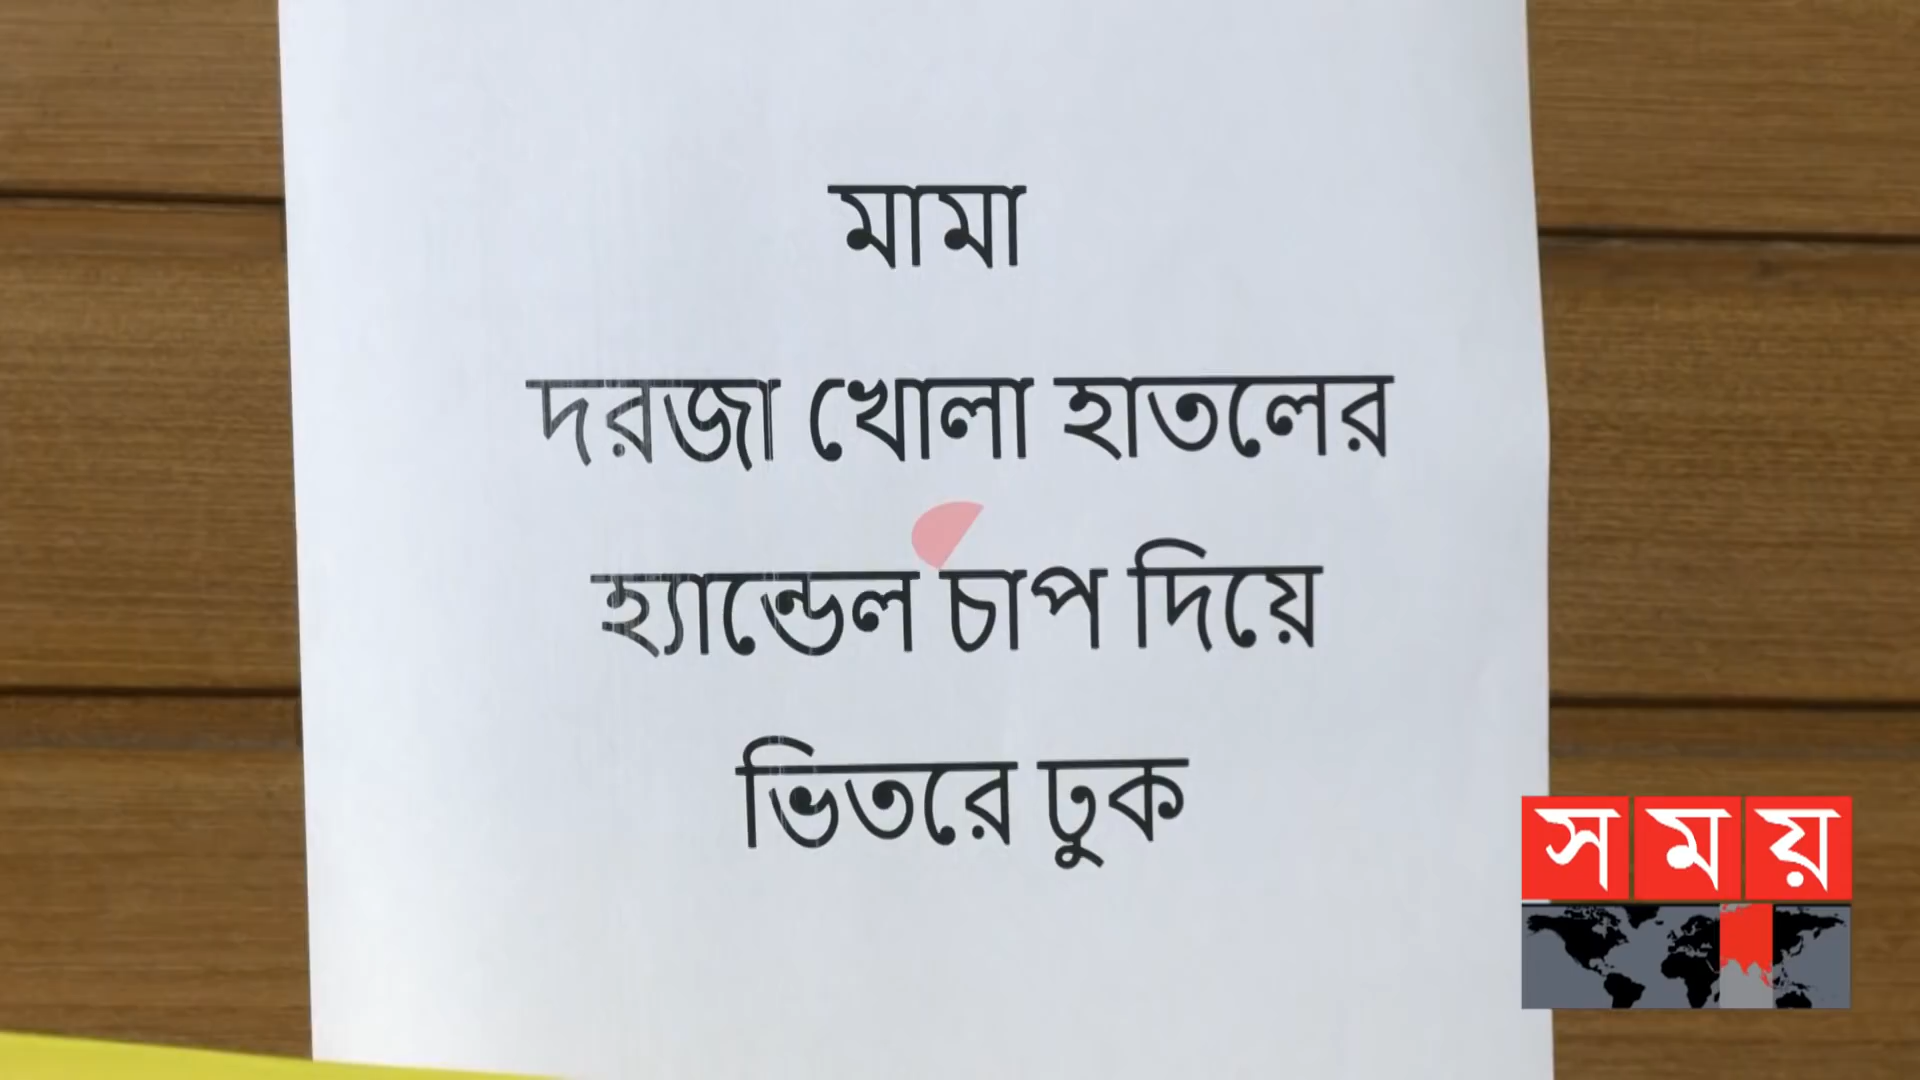 মামা
দরজা খোলা হাতলের
হ্যান্ডেল চাপ দিয়ে
ভিতরে ঢুক
সময়